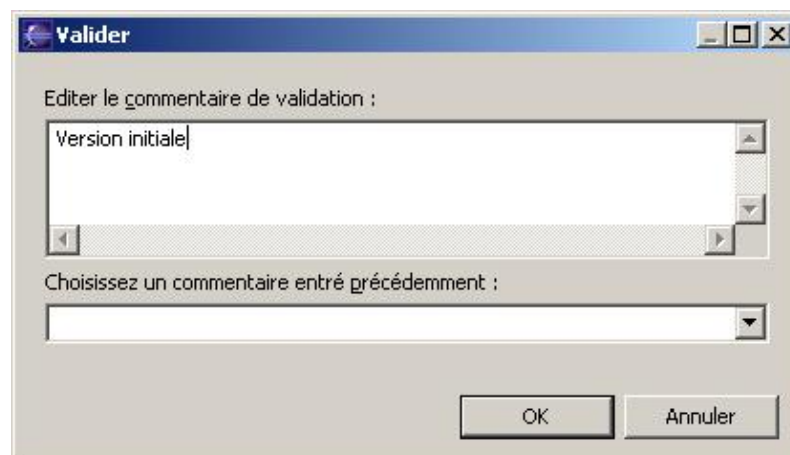 Valider
Editer le commentaire de validation :
Version initiale
Choisissez un commentaire entré précédemment :
OK Annuler